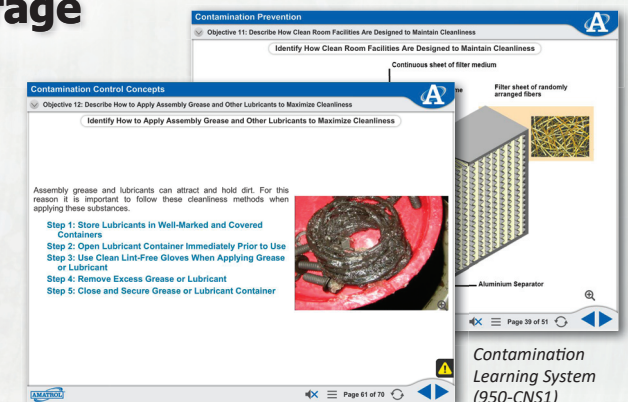 Contamination Prevention
Objective 11: Describe How Clean Room Facilities Are Designed to Maintain Cleanliness
Identify How Clean Room Facilities Are Designed to Maintain Cleanliness
Continuous sheet of filter medium
Filter sheet of randomly
arranged fibers
Aluminium Separator
Page 39 of 51
Contamination Control Concepts
Objective 12: Describe How to Apply Assembly Grease and Other Lubricants to Maximize Cleanliness
Identify How to Apply Assembly Grease and Other Lubricants to Maximize Cleanliness
Assembly grease and lubricants can attract and hold dirt. For this
reason it is important to follow these cleanliness methods when
applying these substances.
Step 1: Store Lubricants in Well-Marked and Covered
Containers
Step 2: Open Lubricant Container Immediately Prior to Use
Step 3: Use Clean Lint-Free Gloves When Applying Grease
or Lubricant
Step 4: Remove Excess Grease or Lubricant
Step 5: Close and Secure Grease or Lubricant Container
AMATROL
Page 61 of 70
Contamination
Learning System
(950-CNS1)